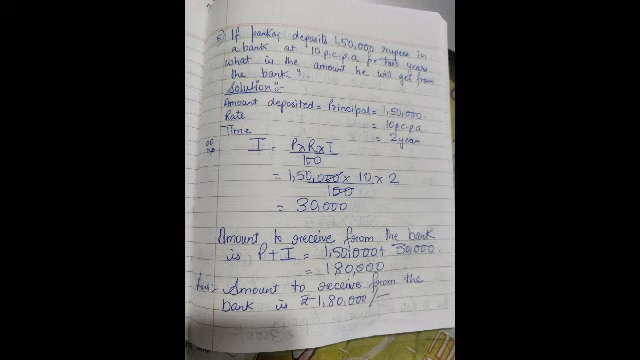 5) If pankaj deposits 1,50,000 rupees in
a bank at 10 p.c.p.a for two years.
what is the amount he will get from
the bank?
Solution:-
Amount deposited = Principal = 1,50,000
Rate = 10 p.c.p.a
Time = 2 year
I = PxRxI
100
= 1,50,000 x 10 x 2
100
= 30,000
Amount to receive from the bank
is P+I = 1,50,000+ 30,000.
= 180,000
Ans:- Amount to receive from the
bank is ₹ 1,80,000/-